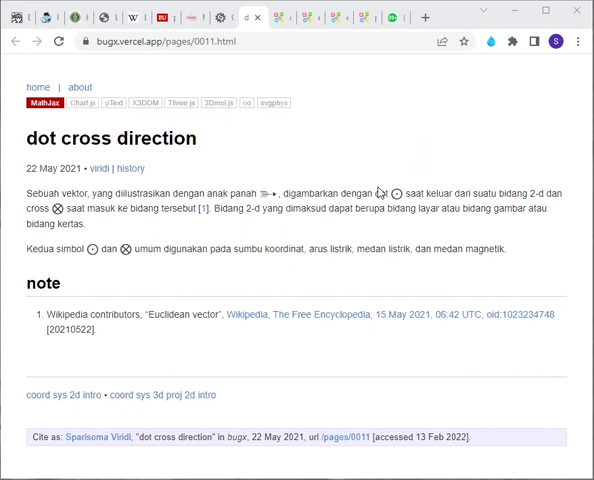 bugx.vercel.app/pages/0011.html
home | about
MathJax Chart.js pText X3DOM Three.js 3Dmol.js oo svgphys
dot cross direction
22 May 2021 • viridi | history
Sebuah vektor, yang diilustrasikan dengan anak panah , digambarkan dengan dot ⨀ saat keluar dari suatu bidang 2-d dan
cross ⨂ saat masuk ke bidang tersebut [1]. Bidang 2-d yang dimaksud dapat berupa bidang layar atau bidang gambar atau
bidang kertas.
Kedua simbol ⨀ dan ⨂ umum digunakan pada sumbu koordinat, arus listrik, medan listrik, dan medan magnetik.
note
1. Wikipedia contributors, “Euclidean vector”, Wikipedia, The Free Encyclopedia, 15 May 2021, 06:42 UTC, oid:1023234748
[20210522].
coord sys 2d intro • coord sys 3d proj 2d intro
Cite as: Sparisoma Viridi, "dot cross direction" in bugx, 22 May 2021, url /pages/0011 [accessed 13 Feb 2022].